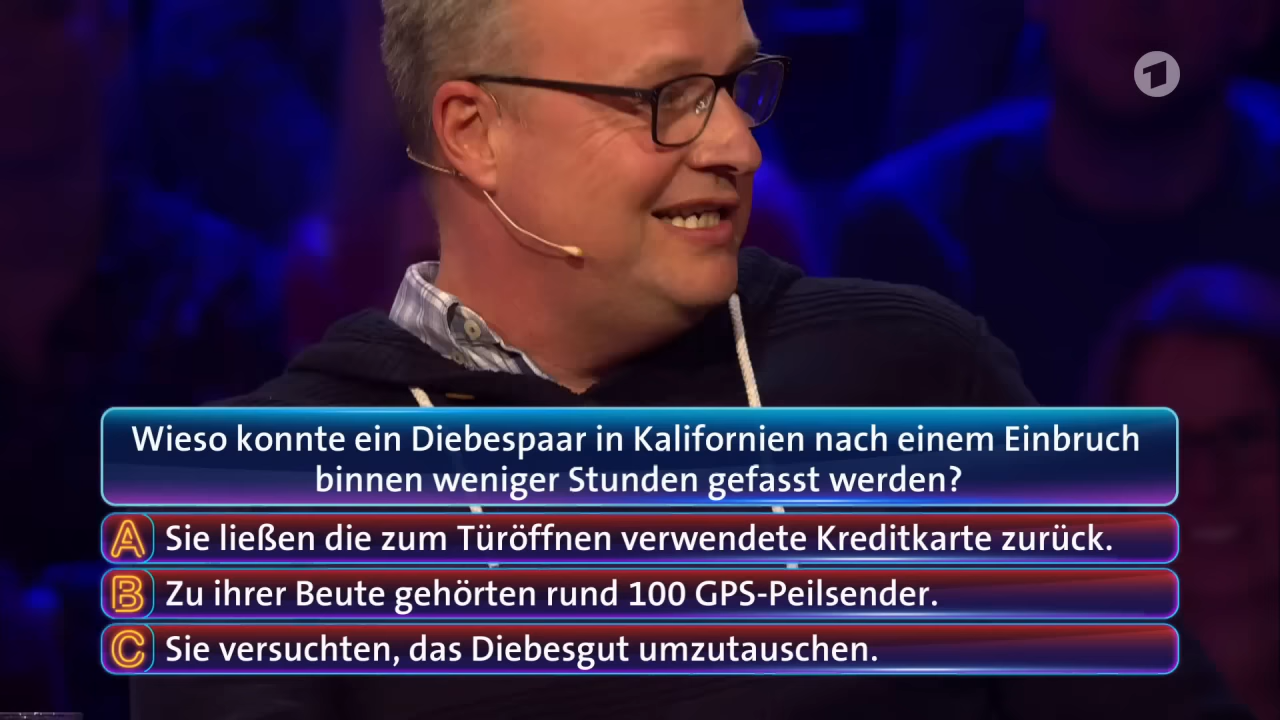 1
Wieso konnte ein Diebespaar in Kalifornien nach einem Einbruch
binnen weniger Stunden gefasst werden?
A Sie ließen die zum Türöffnen verwendete Kreditkarte zurück.
B Zu ihrer Beute gehörten rund 100 GPS-Peilsender.
C Sie versuchten, das Diebesgut umzutauschen.